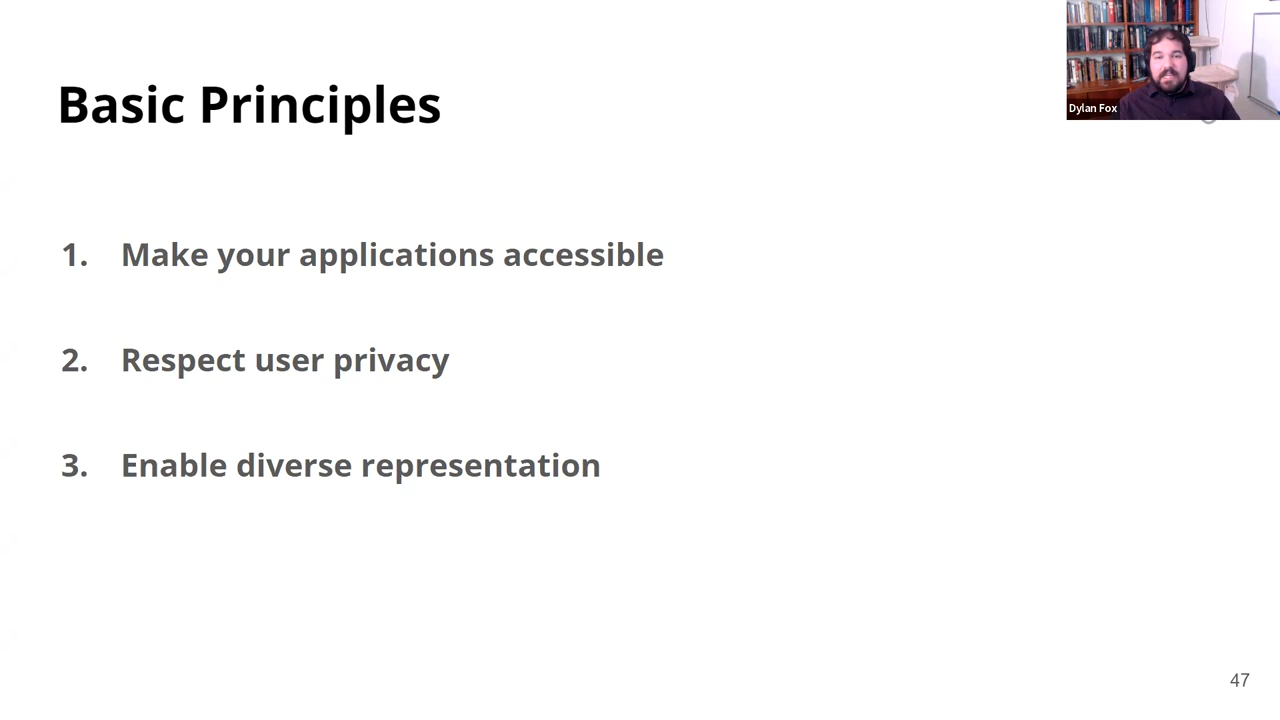 Basic Principles
Dylan Fox
1. Make your applications accessible
2. Respect user privacy
3. Enable diverse representation
47